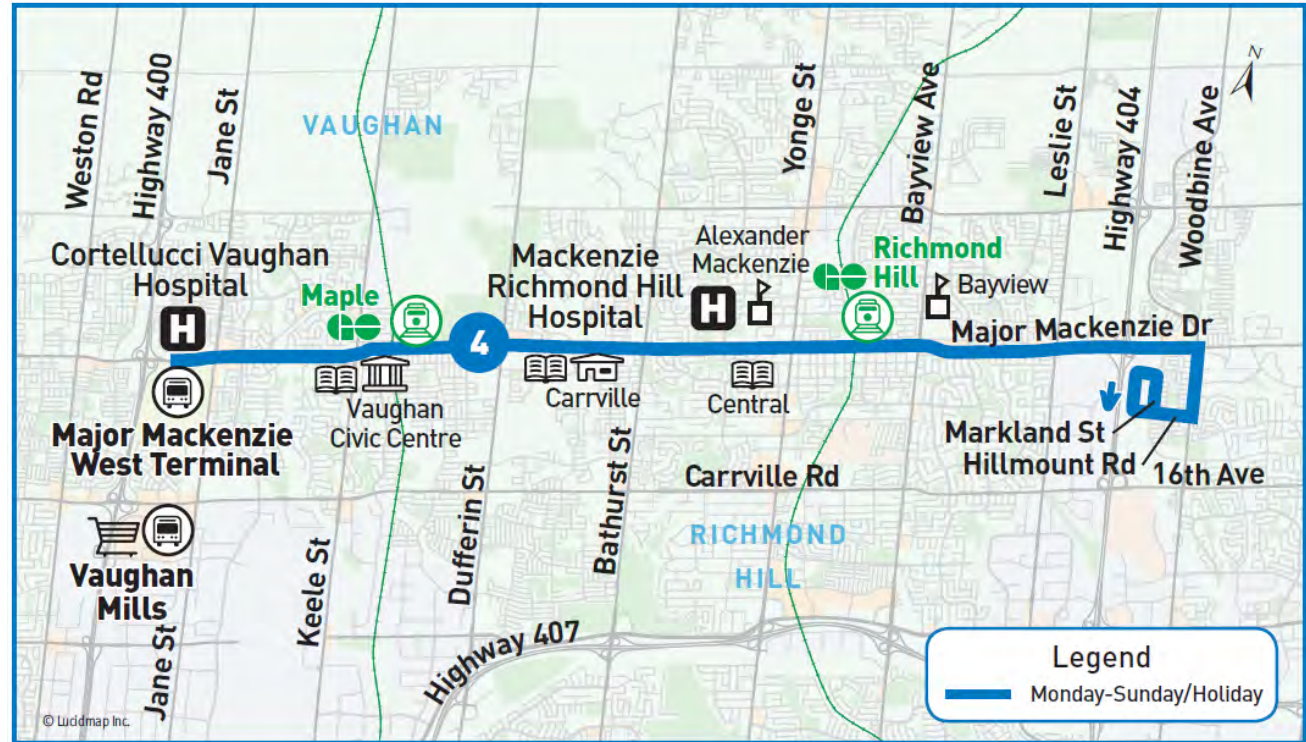 N
Weston Rd
Highway 400
Jane St
VAUGHAN
Yonge St
Bayview Ave
Leslie St
Highway 404
Woodbine Ave
Cortellucci Vaughan
Hospital
H
Maple
GO
4
Mackenzie
Richmond Hill
Hospital
H
Alexander
Mackenzie
Richmond
Hill
GO
Bayview
Major Mackenzie Dr
Major Mackenzie
West Terminal
Vaughan
Civic Centre
Carrville
Central
Markland St
Hillmount Rd
16th Ave
Carrville Rd
Vaughan
Mills
Jane St
Keele St
Dufferin St
Bathurst St
RICHMOND
HILL
Highway 407
Legend
Monday-Sunday/Holiday
© Lucidmap Inc.